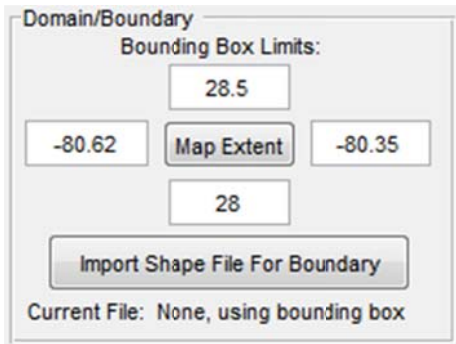 Domain/Boundary
Bounding Box Limits:
28.5
-80.62 Map Extent -80.35
28
Import Shape File For Boundary
Current File: None, using bounding box